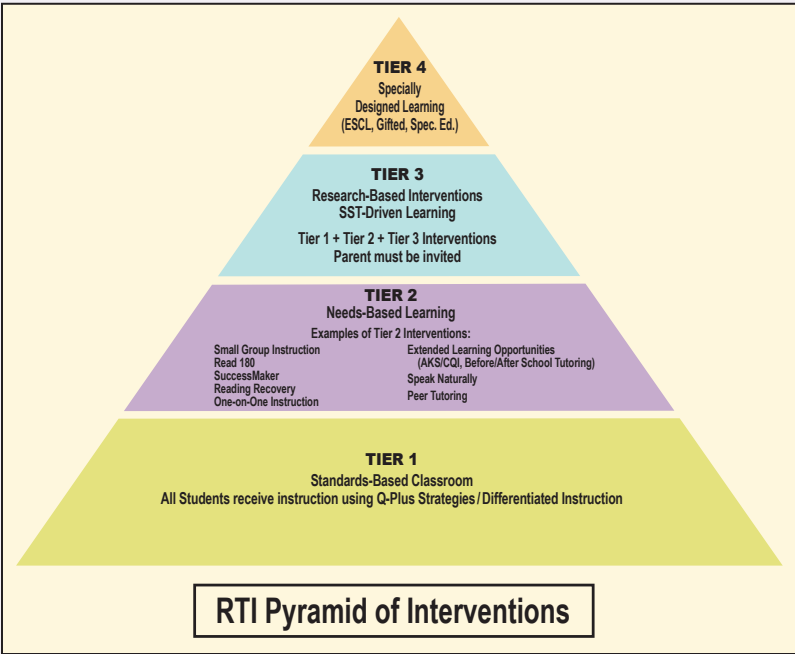 TIER 4
Specially
Designed Learning
(ESCL, Gifted, Spec. Ed.)
TIER 3
Research-Based Interventions
SST-Driven Learning
Tier 1 + Tier 2 + Tier 3 Interventions
Parent must be invited
TIER 2
Needs-Based Learning
Examples of Tier 2 Interventions:
Small Group Instruction
Read 180
SuccessMaker
Reading Recovery
One-on-One Instruction
Extended Learning Opportunities
(AKS/CQI, Before/After School Tutoring)
Speak Naturally
Peer Tutoring
TIER 1
Standards-Based Classroom
All Students receive instruction using Q-Plus Strategies/Differentiated Instruction
RTI Pyramid of Interventions